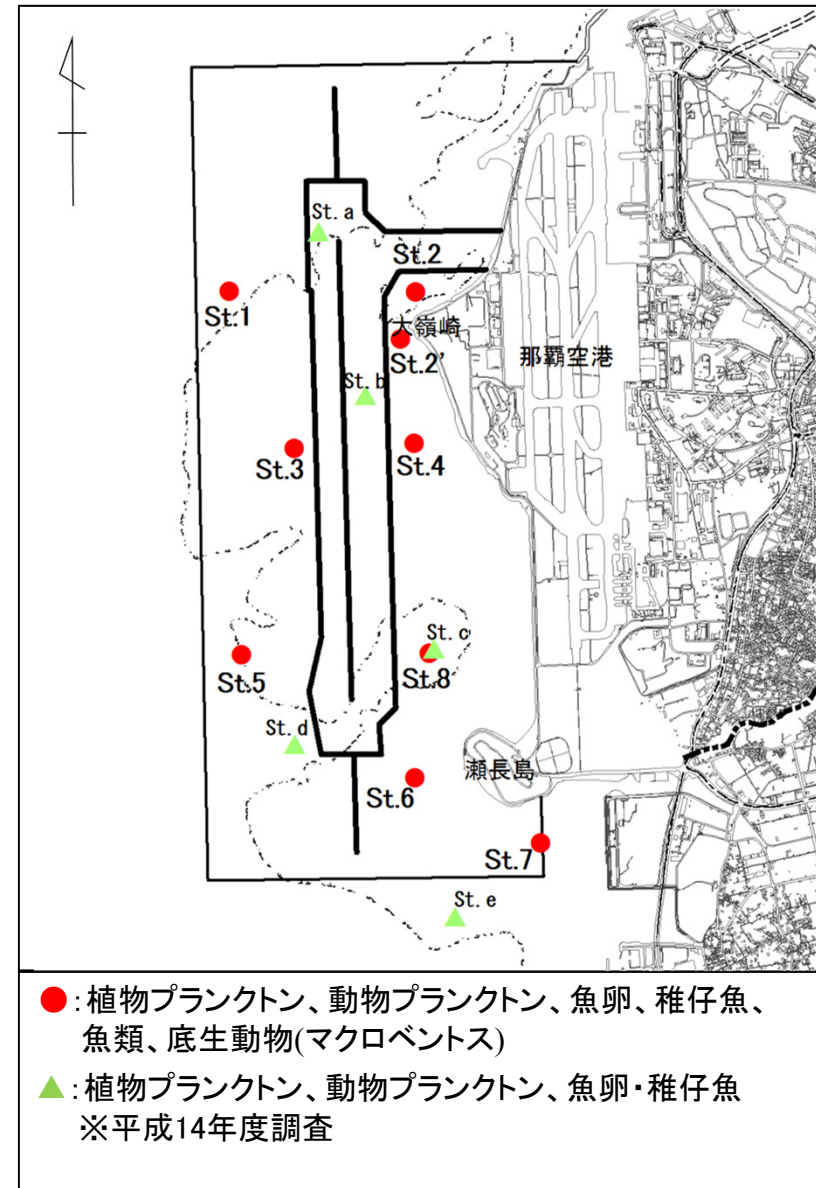 St. a
St.2
St.1
大嶺崎
St.2'
那覇空港
St. b
St.3
St.4
St. c
St.5
St.8
St. d
瀬長島
St.6
St.7
St. e
●:植物プランクトン、動物プランクトン、魚卵、稚仔魚、
魚類、底生動物(マクロベントス)
▲:植物プランクトン、動物プランクトン、魚卵・稚仔魚
※平成14年度調査